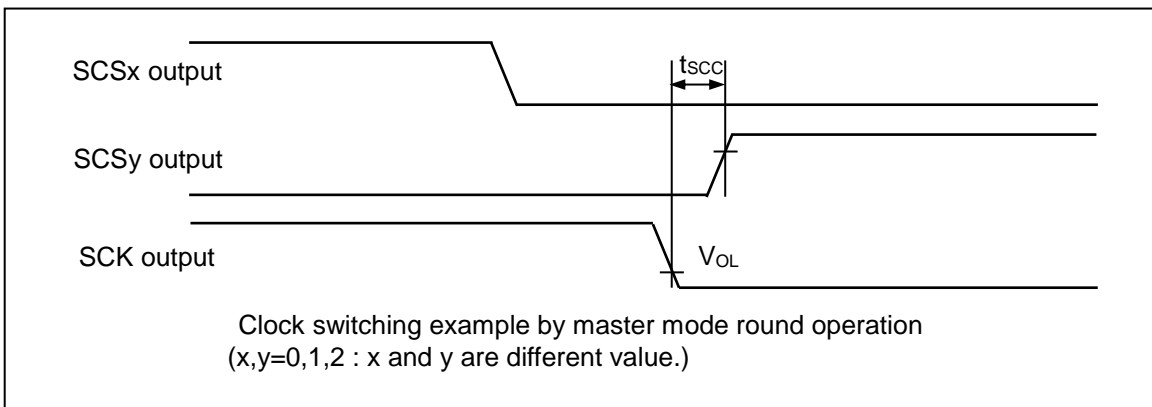 SCSx output
tSCC
SCSy output
SCK output
VOL
Clock switching example by master mode round operation
(x,y=0,1,2 : x and y are different value.)